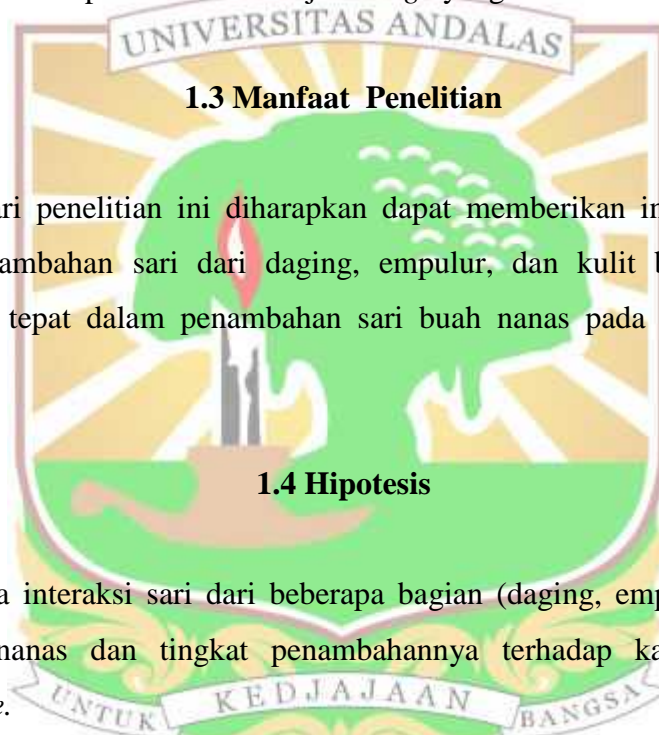 UNIVERSITAS ANDALAS
1.3 Manfaat Penelitian
ri penelitian ini diharapkan dapat memberikan in
ambahan sari dari daging, empulur, dan kulit b
tepat dalam penambahan sari buah nanas pada
1.4 Hipotesis
a interaksi sari dari beberapa bagian (daging, emp
nanas dan tingkat penambahannya terhadap ka
e.
UNTUK KEDJAJAAN BANGSA